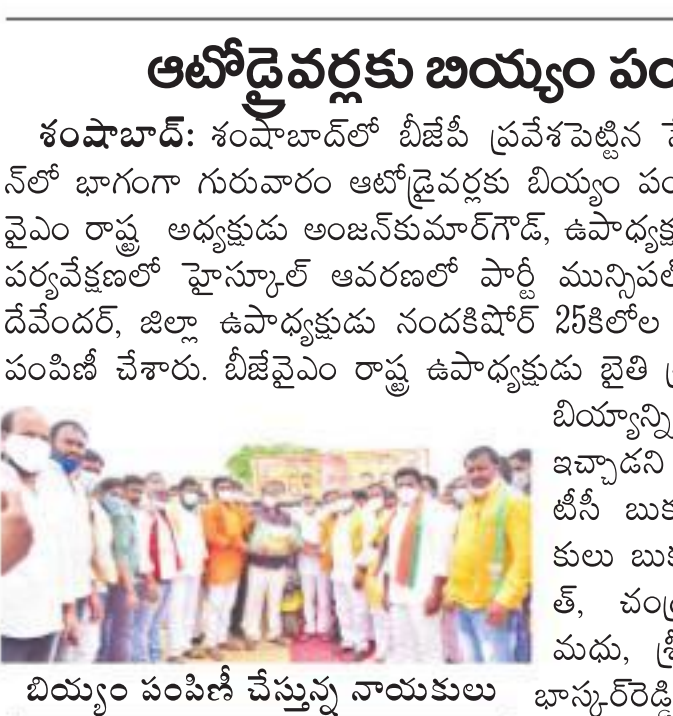 ఆటోడ్రైవర్లకు బియ్యం పం
శంషాబాద్: శంషాబాద్‌లో బీజేపీ ప్రవేశపెట్టిన
న్‌లో భాగంగా గురువారం ఆటోడ్రైవర్లకు బియ్యం పం
వైఎం రాష్ట్ర అధ్యక్షుడు అంజన్‌కుమార్‌గౌడ్, ఉపాధ్యక్ష
పర్యవేక్షణలో హైస్కూల్ ఆవరణలో పార్టీ మున్సిపల్
దేవేందర్, జిల్లా ఉపాధ్యక్షుడు నందకిషోర్ 25కిలోల
పంపిణీ చేశారు. బీజేవైఎం రాష్ట్ర ఉపాధ్యక్షుడు బైతి
బియ్యాన్ని
ఇచ్చాడని
టీసీ బుక
కులు బుక
త్, చంద్ర
మధు, శ్రీ
బియ్యం పంపిణీ చేస్తున్న నాయకులు
భాస్కర్‌రెడ్డి